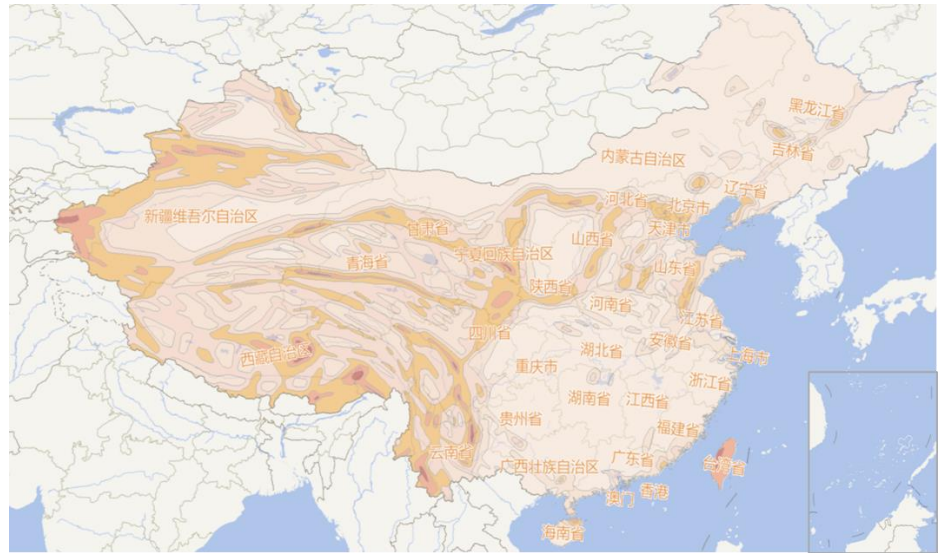 黑龙江省
吉林省
内蒙古自治区
辽宁省
河北省
北京市
新疆维吾尔自治区
天津市
甘肃省
山西省
宁夏回族自治区
青海省
山东省
陕西省
河南省
江苏省
四川省
安徽省
西藏自治区
湖北省
上海市
重庆市
浙江省
湖南省
江西省
贵州省
福建省
云南省
广东省
台湾省
广西壮族自治区
香港
澳门
海南省